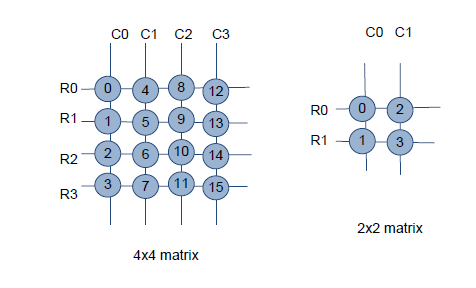 C0 C1 C2 C3
R0 0 4 8 12
R1 1 5 9 13
R2 2 6 10 14
R3 3 7 11 15
4x4 matrix
C0 C1
R0 0 2
R1 1 3
2x2 matrix